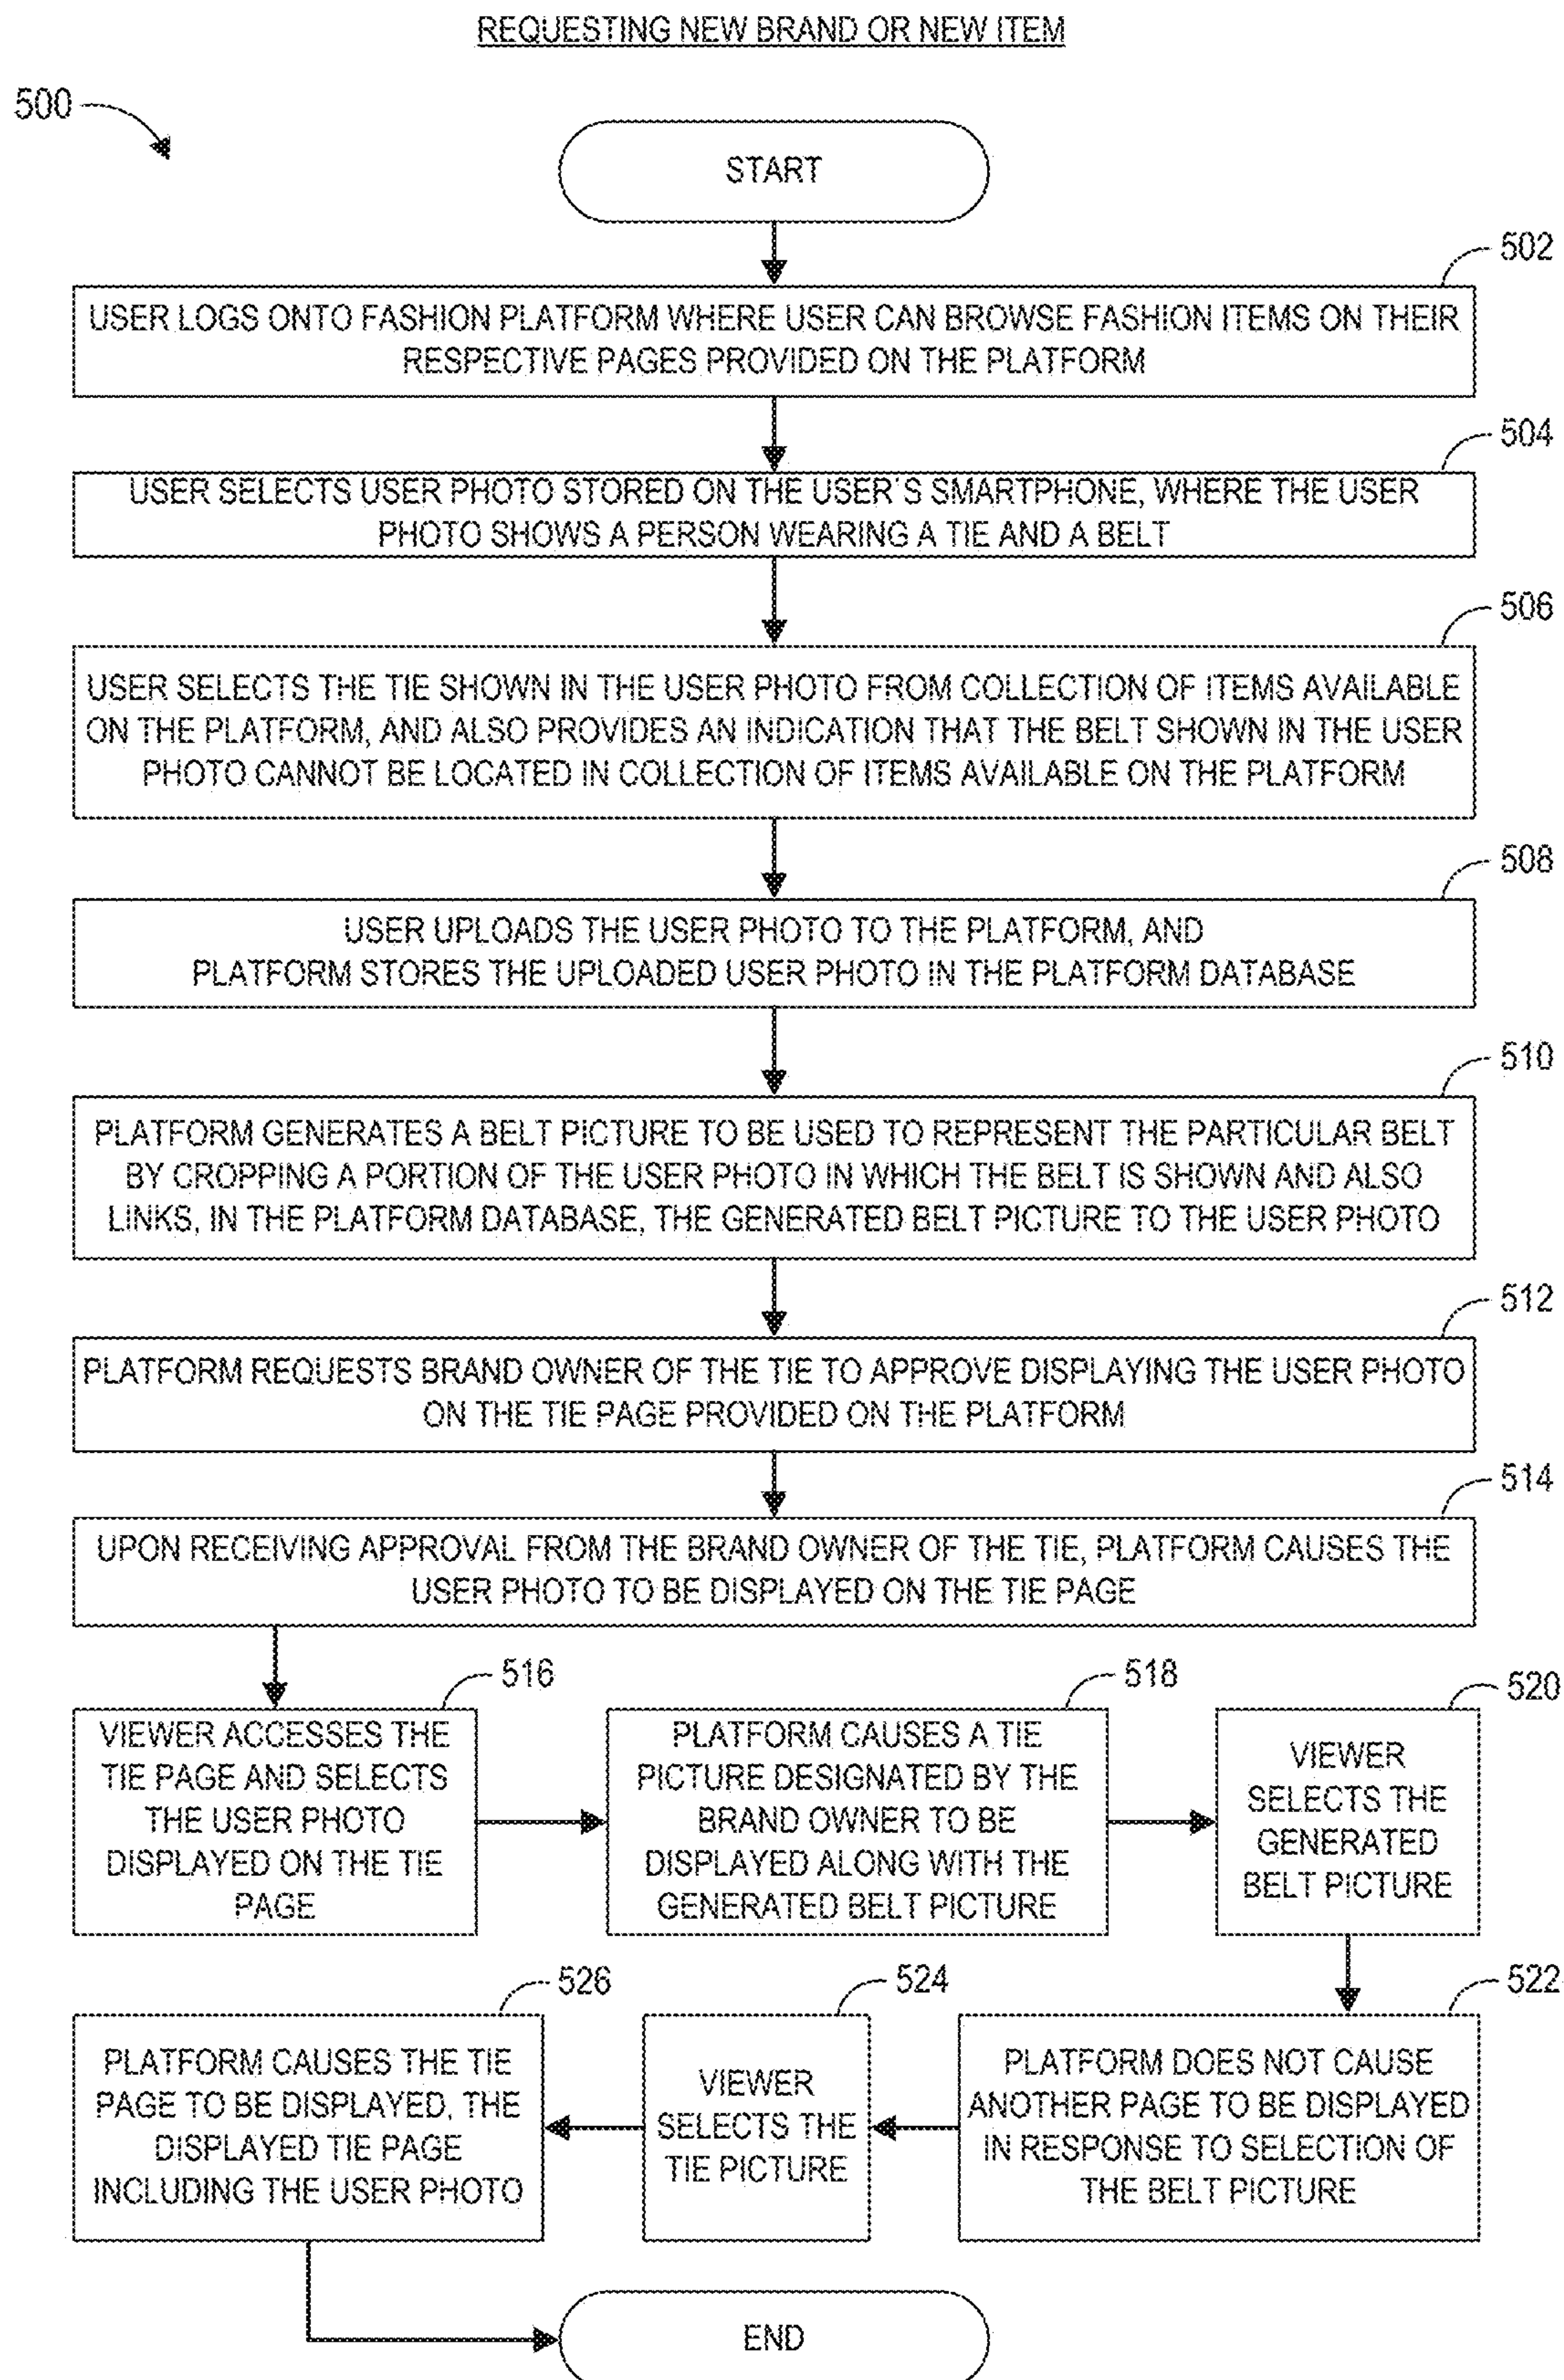 REQUESTING NEW BRAND OR NEW ITEM
500
START
502
USER LOGS ONTO FASHION PLATFORM WHERE USER CAN BROWSE FASHION ITEMS ON THEIR
RESPECTIVE PAGES PROVIDED ON THE PLATFORM
504
USER SELECTS USER PHOTO STORED ON THE USER'S SMARTPHONE, WHERE THE USER
PHOTO SHOWS A PERSON WEARING A TIE AND A BELT
506
USER SELECTS THE TIE SHOWN IN THE USER PHOTO FROM COLLECTION OF ITEMS AVAILABLE
ON THE PLATFORM, AND ALSO PROVIDES AN INDICATION THAT THE BELT SHOWN IN THE USER
PHOTO CANNOT BE LOCATED IN COLLECTION OF ITEMS AVAILABLE ON THE PLATFORM
508
USER UPLOADS THE USER PHOTO TO THE PLATFORM, AND
PLATFORM STORES THE UPLOADED USER PHOTO IN THE PLATFORM DATABASE
510
PLATFORM GENERATES A BELT PICTURE TO BE USED TO REPRESENT THE PARTICULAR BELT
BY CROPPING A PORTION OF THE USER PHOTO IN WHICH THE BELT IS SHOWN AND ALSO
LINKS, IN THE PLATFORM DATABASE, THE GENERATED BELT PICTURE TO THE USER PHOTO
512
PLATFORM REQUESTS BRAND OWNER OF THE TIE TO APPROVE DISPLAYING THE USER PHOTO
ON THE TIE PAGE PROVIDED ON THE PLATFORM
514
UPON RECEIVING APPROVAL FROM THE BRAND OWNER OF THE TIE, PLATFORM CAUSES THE
USER PHOTO TO BE DISPLAYED ON THE TIE PAGE
516
VIEWER ACCESSES THE
TIE PAGE AND SELECTS
THE USER PHOTO
DISPLAYED ON THE TIE
PAGE
518
PLATFORM CAUSES A TIE
PICTURE DESIGNATED BY THE
BRAND OWNER TO BE
DISPLAYED ALONG WITH THE
GENERATED BELT PICTURE
520
VIEWER
SELECTS THE
GENERATED
BELT PICTURE
522
PLATFORM DOES NOT CAUSE
ANOTHER PAGE TO BE DISPLAYED
IN RESPONSE TO SELECTION OF
THE BELT PICTURE
524
VIEWER
SELECTS THE
TIE PICTURE
526
PLATFORM CAUSES THE TIE
PAGE TO BE DISPLAYED, THE
DISPLAYED TIE PAGE
INCLUDING THE USER PHOTO
END